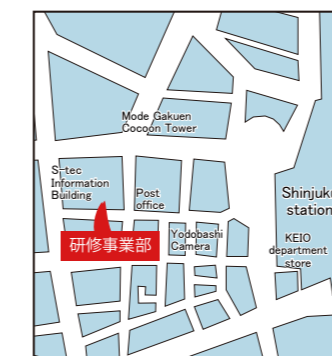 Mode Gakuen
Cocoon Tower
S-tec
Information
Building
Post
office
Shinjuku
station
研修事業部
Yodobashi
Camera
KEIO
department
store